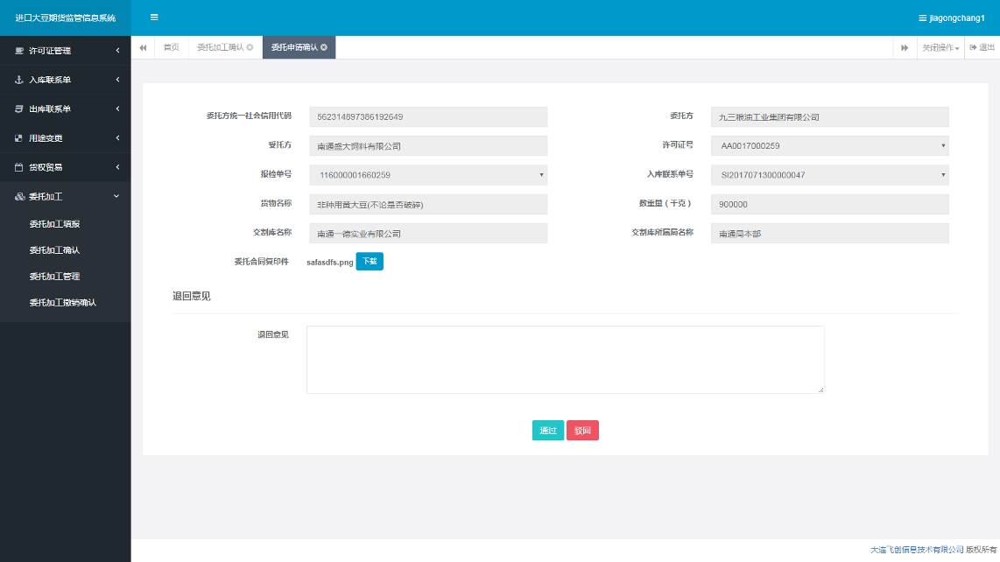 进口大豆期货监管信息系统
jiagongchang1
许可证管理
入库联系单
出库联系单
用途变更
货权贸易
委托加工
委托加工填报
委托加工确认
委托加工管理
委托加工撤销确认
首页 委托加工确认 委托申请确认 关闭操作 退出
委托方统一社会信用代码 562314897386192649 委托方 九三粮油工业集团有限公司
受托方 南通盛大饲料有限公司 许可证号 AA0017000259
报检单号 116000001660259 入库联系单号 SI2017071300000047
货物名称 非种用黄大豆(不论是否破碎) 数重量（千克） 900000
交割库名称 南通一德实业有限公司 交割库所属局名称 南通局本部
委托合同复印件 safasdfs.png 下载
退回意见
退回意见
通过 驳回
大连飞创信息技术有限公司 版权所有